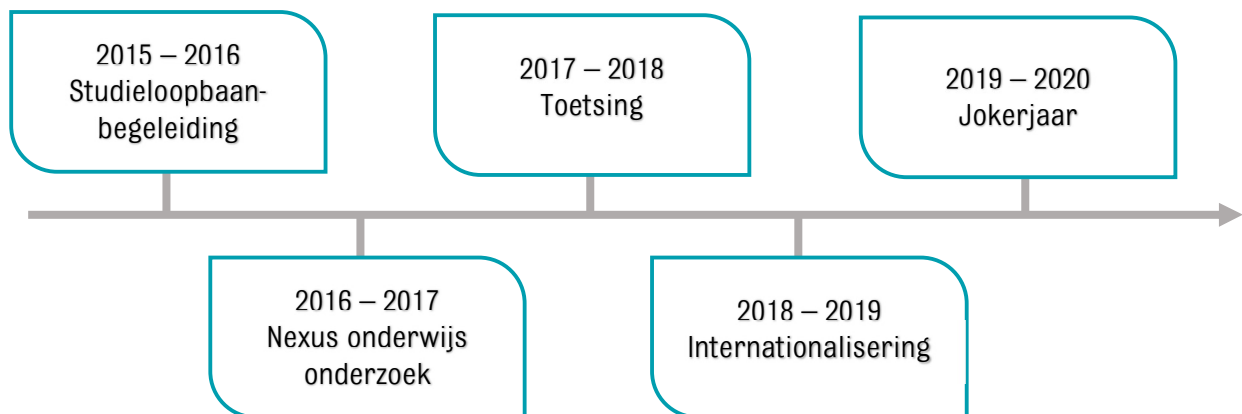 2015 – 2016
Studieloopbaan-
begeleiding
2016 – 2017
Nexus onderwijs
onderzoek
2017 – 2018
Toetsing
2018 – 2019
Internationalisering
2019 – 2020
Jokerjaar